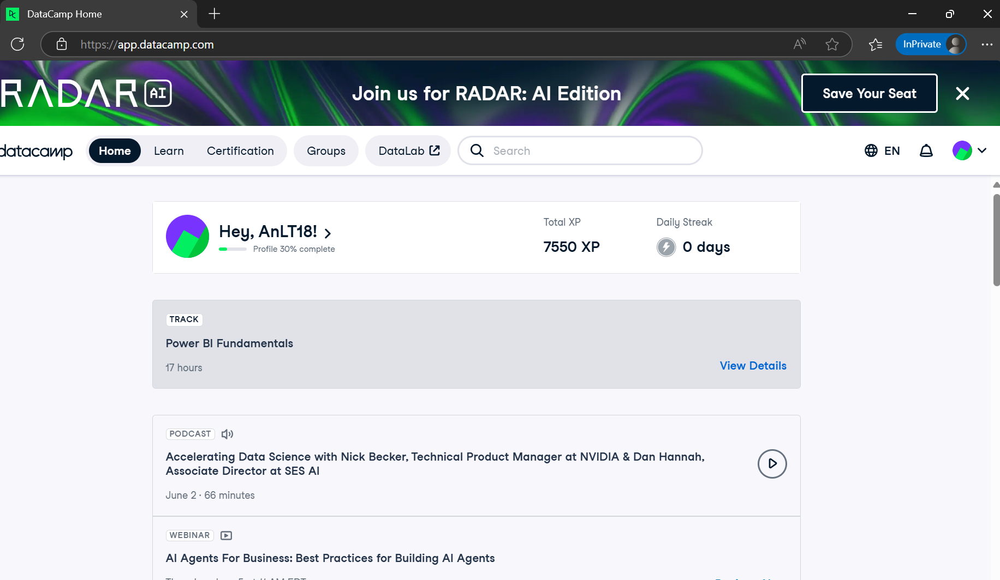 DataCamp Home
https://app.datacamp.com
InPrivate
RADAR AI
Join us for RADAR: AI Edition
Save Your Seat
datacamp
Home
Learn
Certification
Groups
DataLab
Search
EN
Hey, AnLT18!
Profile 30% complete
Total XP
7550 XP
Daily Streak
0 days
TRACK
Power BI Fundamentals
17 hours
View Details
PODCAST
Accelerating Data Science with Nick Becker, Technical Product Manager at NVIDIA & Dan Hannah,
Associate Director at SES AI
June 2 · 66 minutes
WEBINAR
AI Agents For Business: Best Practices for Building AI Agents